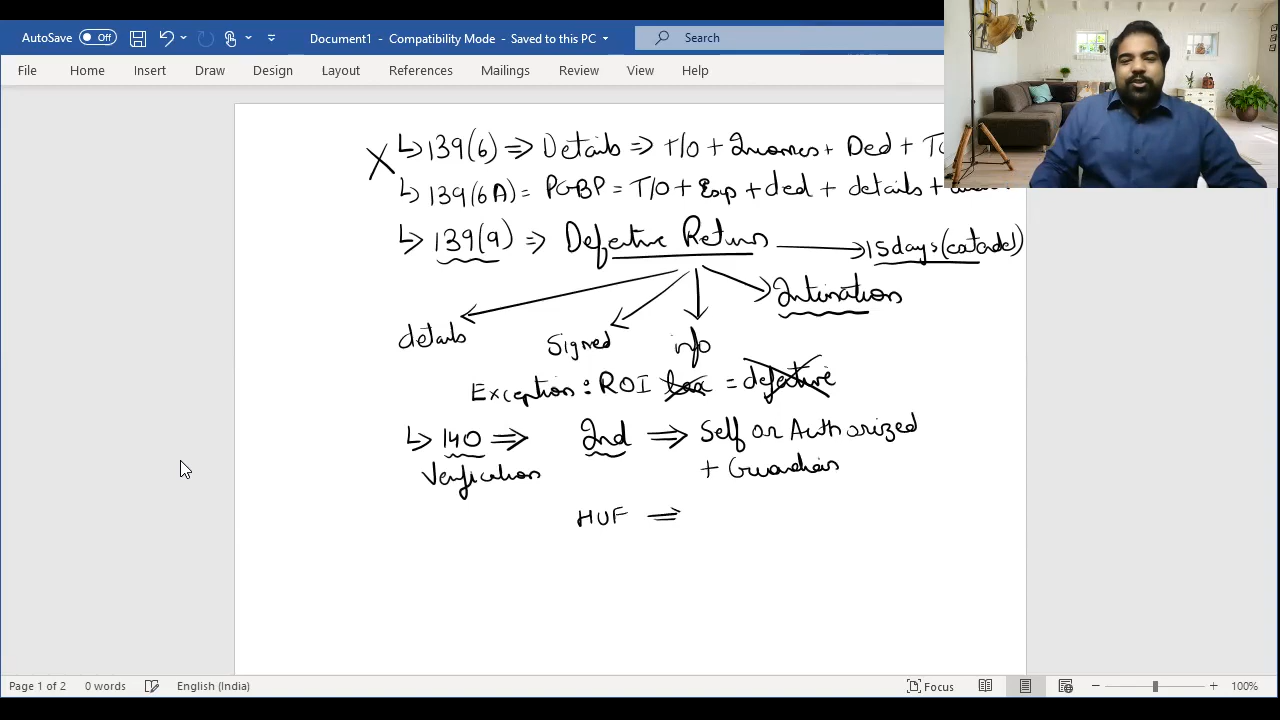 AutoSave Off Document1 - Compatibility Mode - Saved to this PC Search
File Home Insert Draw Design Layout References Mailings Review View Help
X ↳ 139(6) ⇒ Details ⇒ T/O + Incomes + Ded +
↳ 139(6A) = PGBP = T/O + Exp + ded + details +
↳ 139(9) ⇒ Defective Return → 15days
Intimation
details Signed info
Exception: ROI = defective
↳ 140 ⇒ Ind ⇒ Self or Authorized
Verification + Guardian
HUF ⇒
Page 1 of 2 0 words English (India) Focus 100%